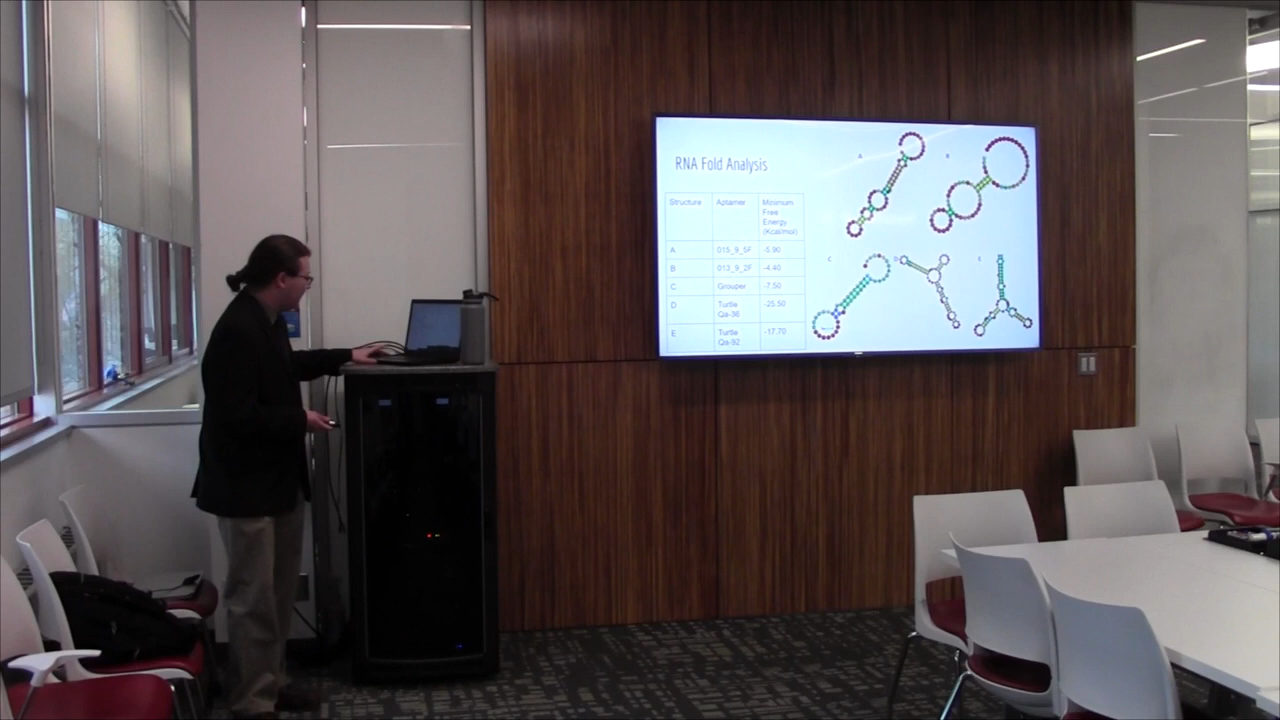 RNA Fold Analysis
Structure Aptamer Minimum
Free
Energy
(Kcal/mol)
A 015_9_5F -5.90
B 013_9_2F -4.40
C Grouper -7.50
D Turtle -25.50
Qa-36
E Turtle -17.70
Qa-92
A B
C D E